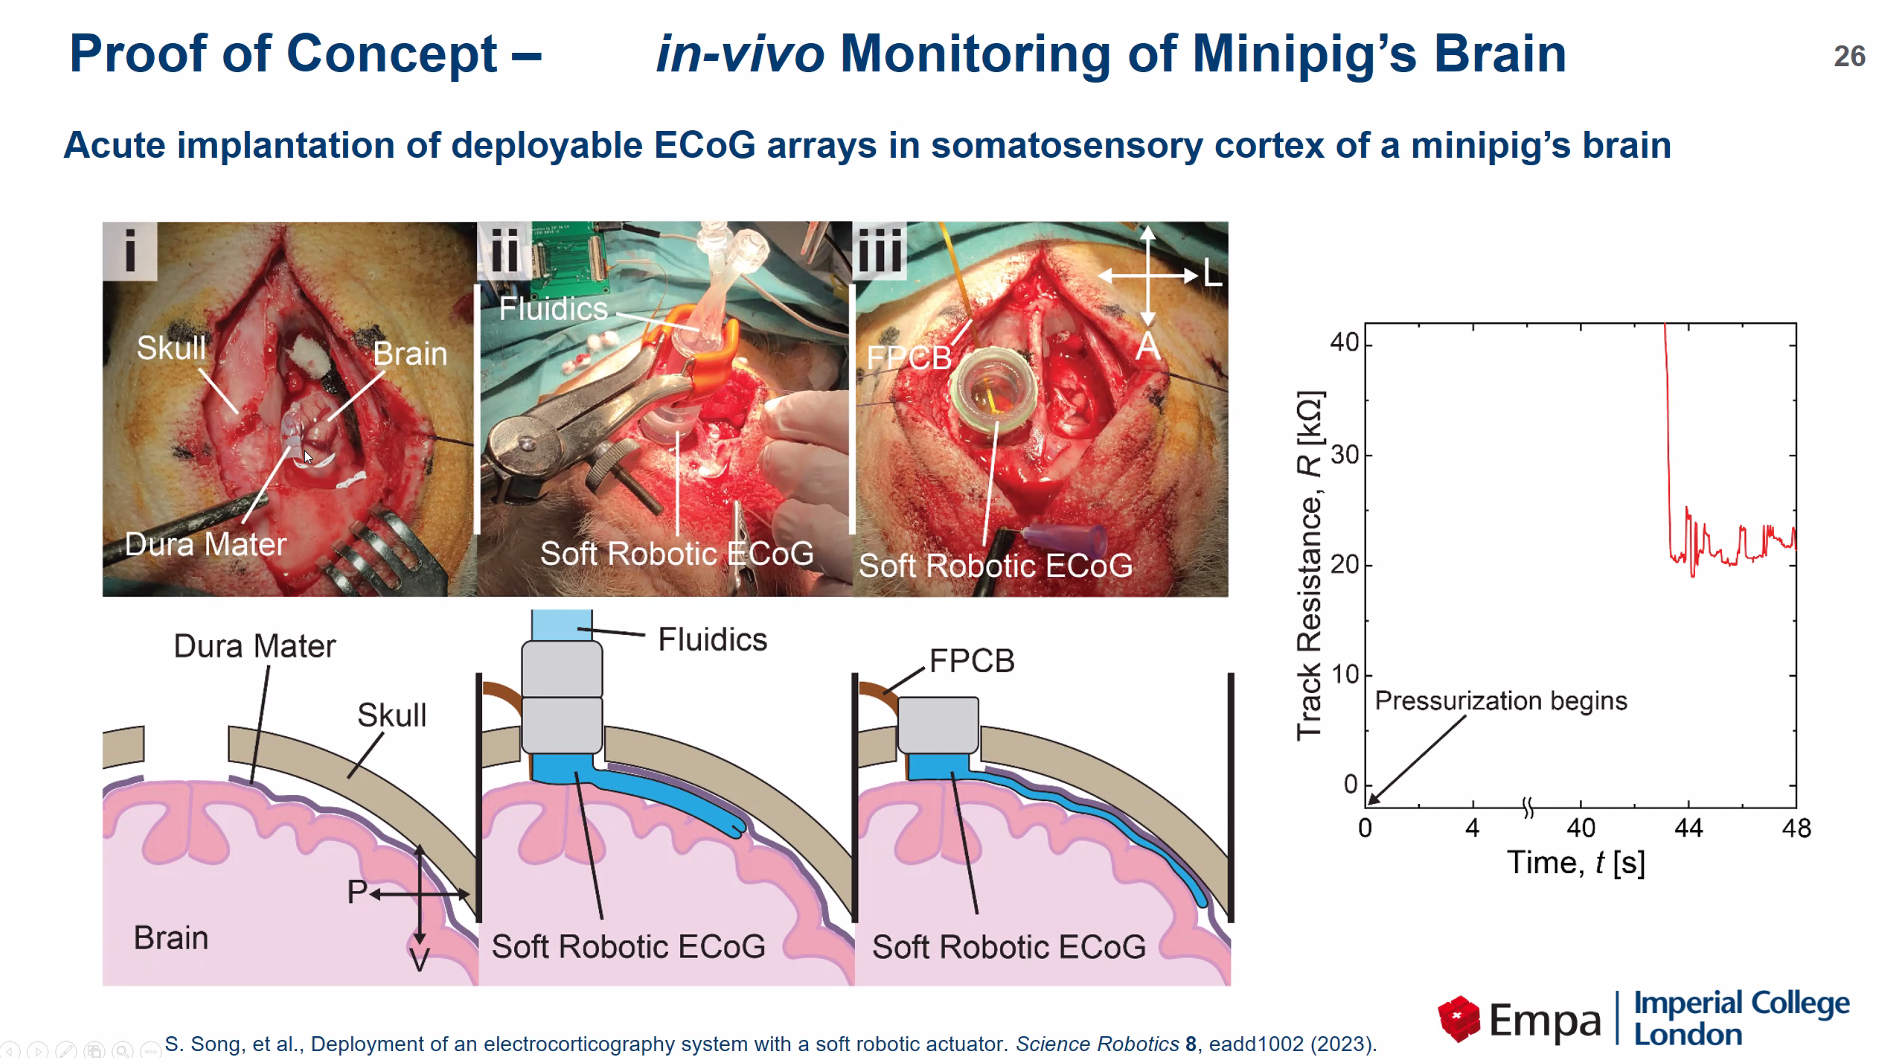 Proof of Concept – in-vivo Monitoring of Minipig's Brain
26
Acute implantation of deployable ECoG arrays in somatosensory cortex of a minipig's brain
i
Skull
Brain
Dura Mater
ii
Fluidics
Soft Robotic ECoG
iii
L
A
FPCB
Soft Robotic ECoG
Dura Mater
Skull
P
V
Brain
Fluidics
Soft Robotic ECoG
FPCB
Soft Robotic ECoG
Track Resistance, R [kΩ]
40
30
20
10
0
Pressurization begins
0 4 40 44 48
Time, t [s]
Empa
Imperial College
London
S. Song, et al., Deployment of an electrocorticography system with a soft robotic actuator. Science Robotics 8, eadd1002 (2023).